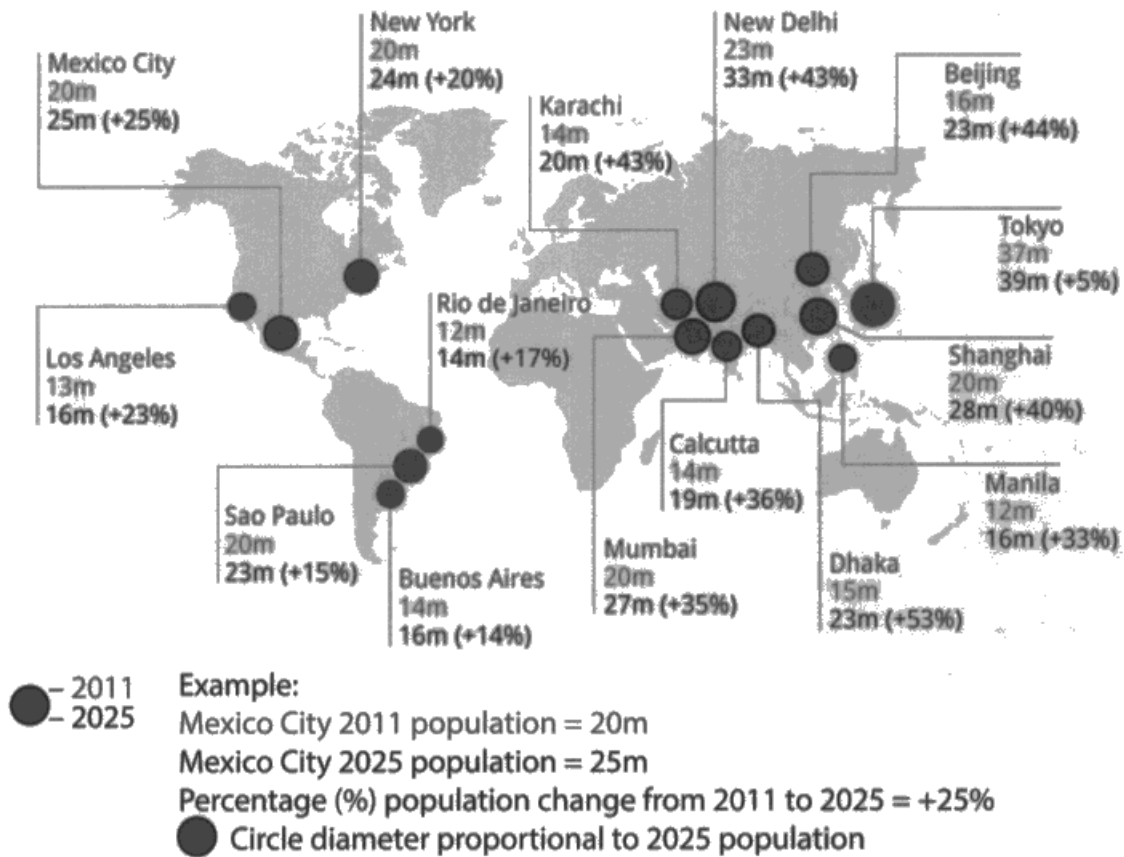 New York
20m
24m (+20%)
New Delhi
23m
33m (+43%)
Mexico City
20m
25m (+25%)
Beijing
16m
23m (+44%)
Karachi
14m
20m (+43%)
Tokyo
37m
39m (+5%)
Rio de Janeiro
12m
14m (+17%)
Los Angeles
13m
16m (+23%)
Shanghai
20m
28m (+40%)
Calcutta
14m
19m (+36%)
Manila
12m
16m (+33%)
Sao Paulo
20m
23m (+15%)
Mumbai
20m
27m (+35%)
Dhaka
15m
23m (+53%)
Buenos Aires
14m
16m (+14%)
– 2011
– 2025
Example:
Mexico City 2011 population = 20m
Mexico City 2025 population = 25m
Percentage (%) population change from 2011 to 2025 = +25%
Circle diameter proportional to 2025 population